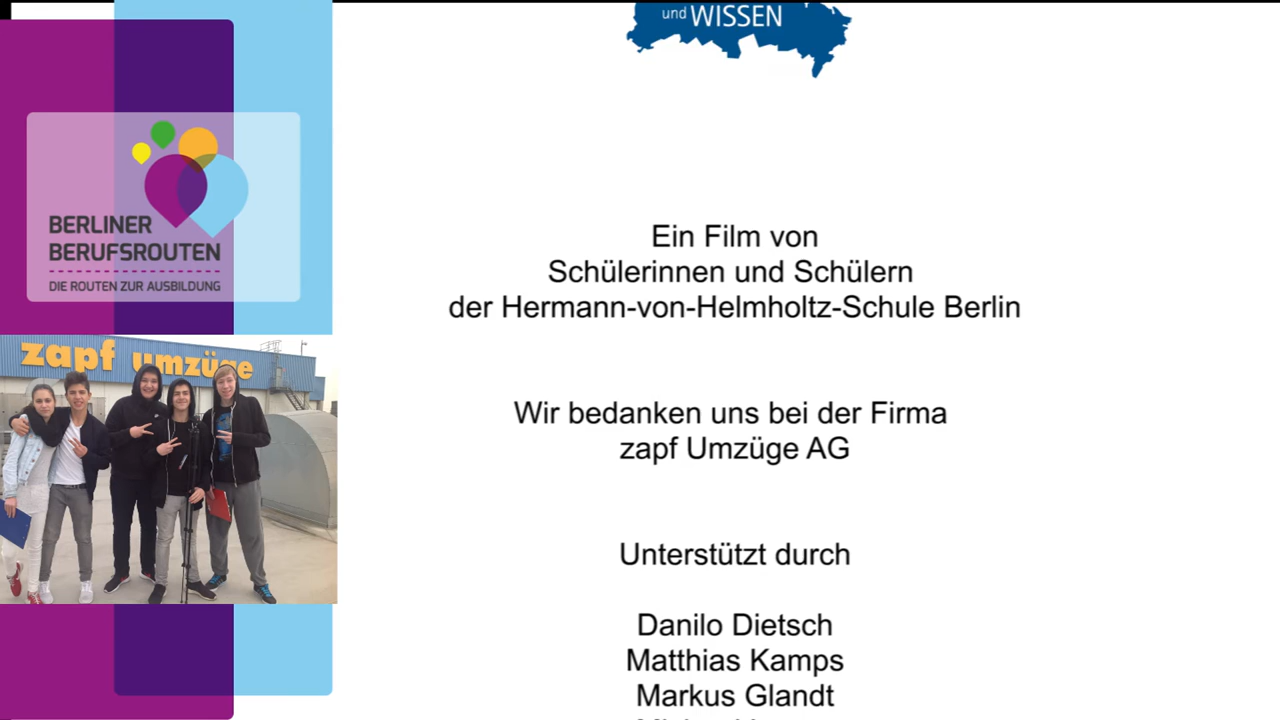 und WISSEN
BERLINER
BERUFSROUTEN
DIE ROUTEN ZUR AUSBILDUNG
zapf umzüge
Ein Film von
Schülerinnen und Schülern
der Hermann-von-Helmholtz-Schule Berlin
Wir bedanken uns bei der Firma
zapf Umzüge AG
Unterstützt durch
Danilo Dietsch
Matthias Kamps
Markus Glandt